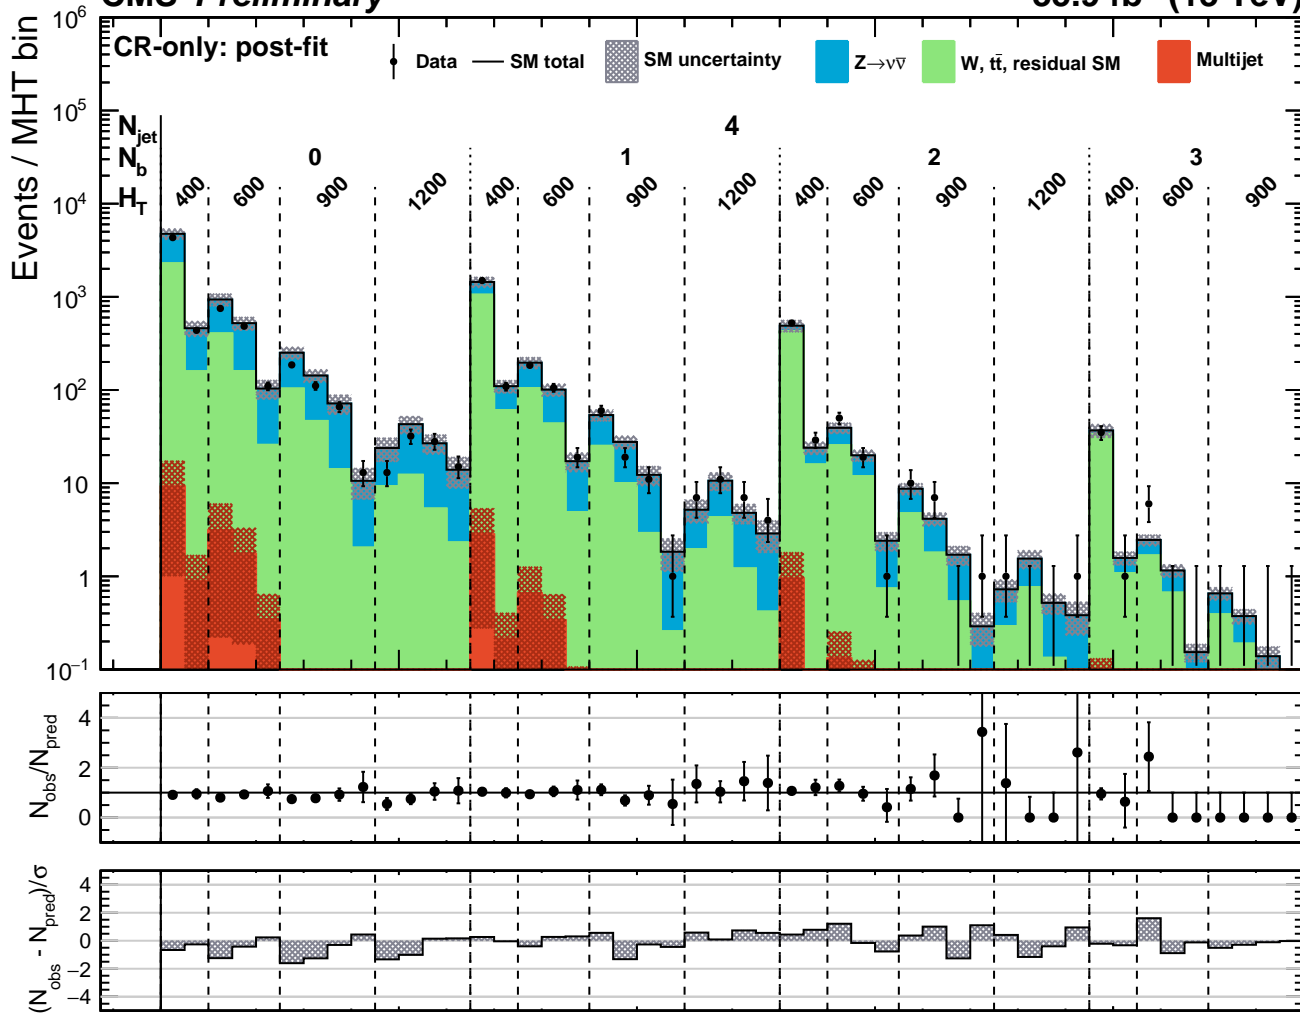 CMS Preliminary
CR-only: post-fit
Data
SM total
SM uncertainty
Z→νν̄
W, tt̄, residual SM
Multijet
Events / MHT bin
10⁶
10⁵
10⁴
10³
10²
10
1
10⁻¹
N_jet 4
N_b 0 1 2 3
H_T 400 600 900 1200 400 600 900 1200 400 600 900 1200 400 600 900
N_obs/N_pred
4
2
0
(N_obs - N_pred)/σ
4
2
0
−2
−4